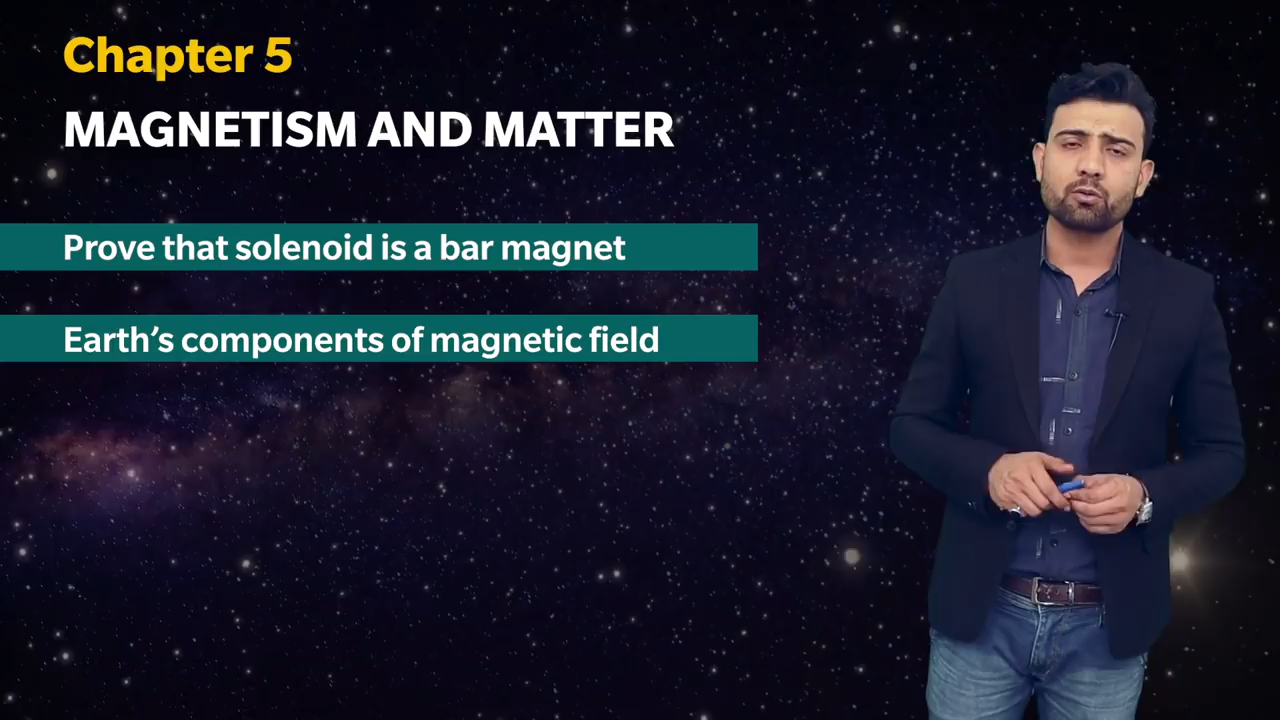 Chapter 5
MAGNETISM AND MATTER
Prove that solenoid is a bar magnet
Earth’s components of magnetic field